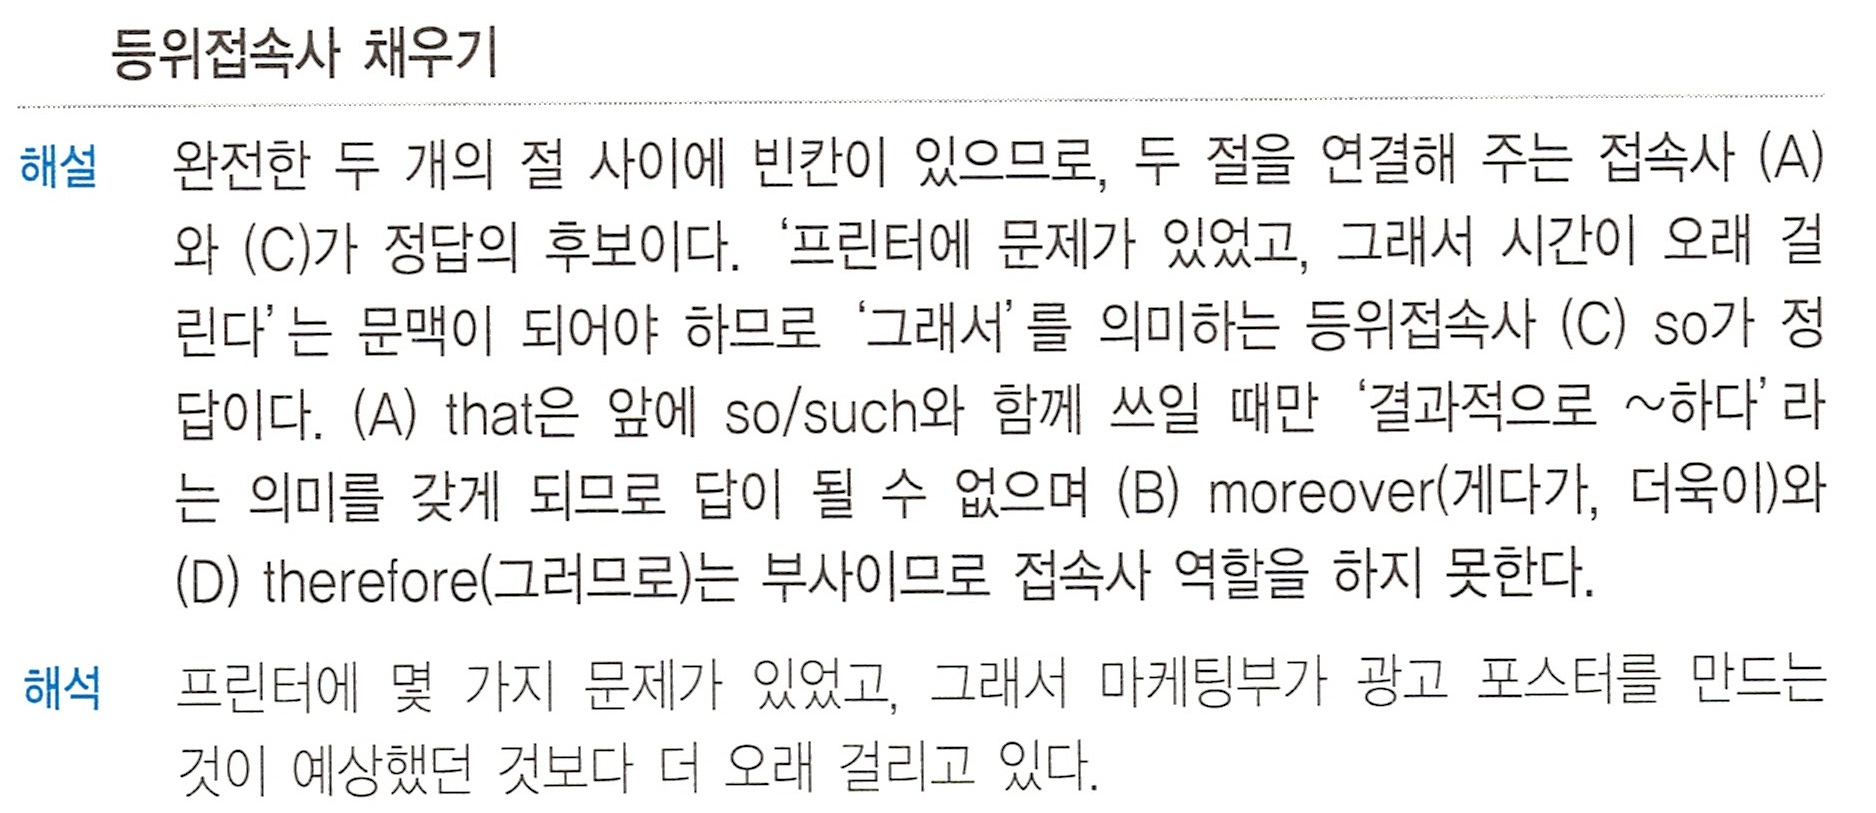 등위접속사 채우기
해설 완전한 두 개의 절 사이에 빈칸이 있으므로, 두 절을 연결해 주는 접속사 (A)
와 (C)가 정답의 후보이다. ‘프린터에 문제가 있었고, 그래서 시간이 오래 걸
린다’는 문맥이 되어야 하므로 ‘그래서’를 의미하는 등위접속사 (C) so가 정
답이다. (A) that은 앞에 so/such와 함께 쓰일 때만 ‘결과적으로 ~하다’라
는 의미를 갖게 되므로 답이 될 수 없으며 (B) moreover(게다가, 더욱이)와
(D) therefore(그러므로)는 부사이므로 접속사 역할을 하지 못한다.
해석 프린터에 몇 가지 문제가 있었고, 그래서 마케팅부가 광고 포스터를 만드는
것이 예상했던 것보다 더 오래 걸리고 있다.